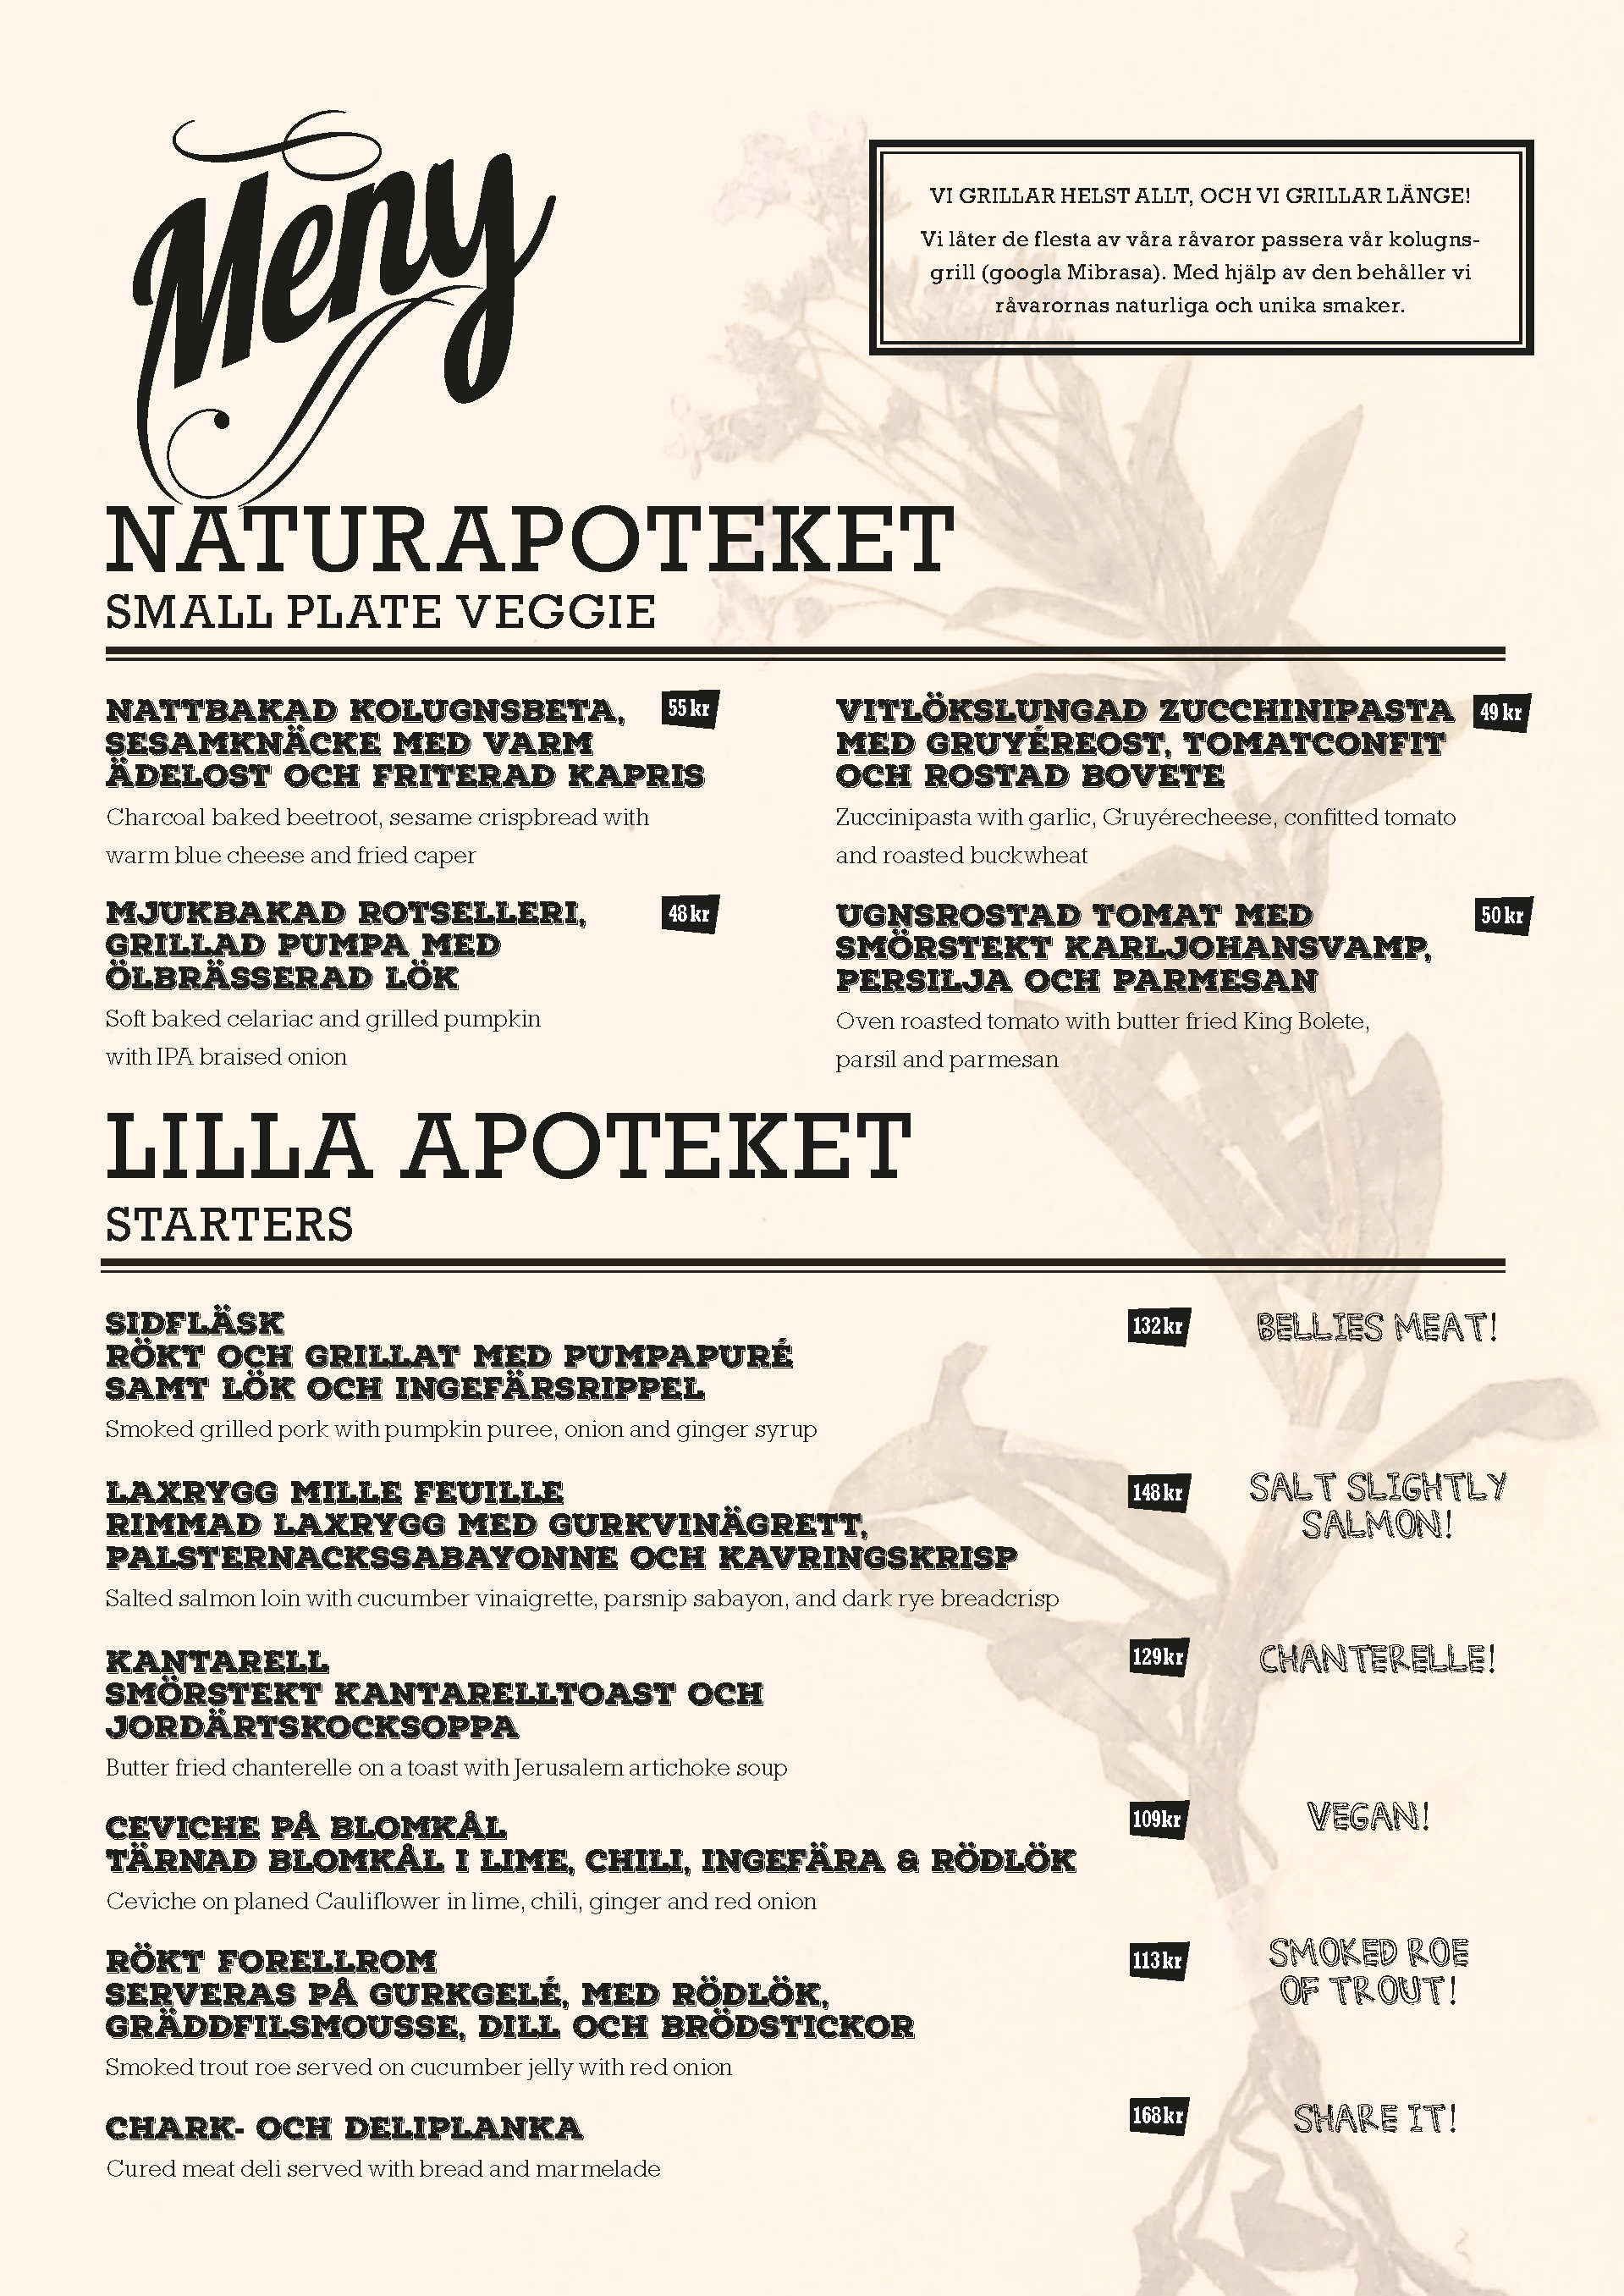 Meny
VI GRILLAR HELST ALLT, OCH VI GRILLAR LÄNGE!
Vi låter de flesta av våra råvaror passera vår kolugns-
grill (googla Mibrasa). Med hjälp av den behåller vi
råvarornas naturliga och unika smaker.
NATURAPOTEKET
SMALL PLATE VEGGIE
NATTBAKAD KOLUGNSBETA,
55 kr
SESAMKNÄCKE MED VARM
ÄDELOST OCH FRITERAD KAPRIS
Charcoal baked beetroot, sesame crispbread with
warm blue cheese and fried caper
MJUKBAKAD ROTSELLERI,
48 kr
GRILLAD PUMPA MED
ÖLBRÄSSERAD LÖK
Soft baked celariac and grilled pumpkin
with IPA braised onion
VITLÖKSLUNGAD ZUCCHINIPASTA
49 kr
MED GRUYÉREOST, TOMATCONFIT
OCH ROSTAD BOVETE
Zuccinipasta with garlic, Gruyérecheese, confitted tomato
and roasted buckwheat
UGNSROSTAD TOMAT MED
50 kr
SMÖRSTEKT KARLJOHANSVAMP,
PERSILJA OCH PARMESAN
Oven roasted tomato with butter fried King Bolete,
parsil and parmesan
LILLA APOTEKET
STARTERS
SIDFLÄSK
132 kr
BELLIES MEAT!
RÖKT OCH GRILLAT MED PUMPAPURÉ
SAMT LÖK OCH INGEFÄRSRIPPEL
Smoked grilled pork with pumpkin puree, onion and ginger syrup
LAXRYGG MILLE FEUILLE
148 kr
SALT SLIGHTLY
SALMON!
RIMMAD LAXRYGG MED GURKVINÄGRETT,
PALSTERNACKSSABAYONNE OCH KAVRINGSKRISP
Salted salmon loin with cucumber vinaigrette, parsnip sabayon, and dark rye breadcrisp
KANTARELL
129kr
CHANTERELLE!
SMÖRSTEKT KANTARELLTOAST OCH
JORDÄRTSKOCKSOPPA
Butter fried chanterelle on a toast with Jerusalem artichoke soup
CEVICHE PÅ BLOMKÅL
109kr
VEGAN!
TÄRNAD BLOMKÅL I LIME, CHILI, INGEFÄRA & RÖDLÖK
Ceviche on planed Cauliflower in lime, chili, ginger and red onion
RÖKT FORELLROM
113 kr
SMOKED ROE
OF TROUT!
SERVERAS PÅ GURKGELÉ, MED RÖDLÖK,
GRÄDDFILSMOUSSE, DILL OCH BRÖDSTICKOR
Smoked trout roe served on cucumber jelly with red onion
CHARK- OCH DELIPLANKA
168 kr
SHARE IT!
Cured meat deli served with bread and marmelade